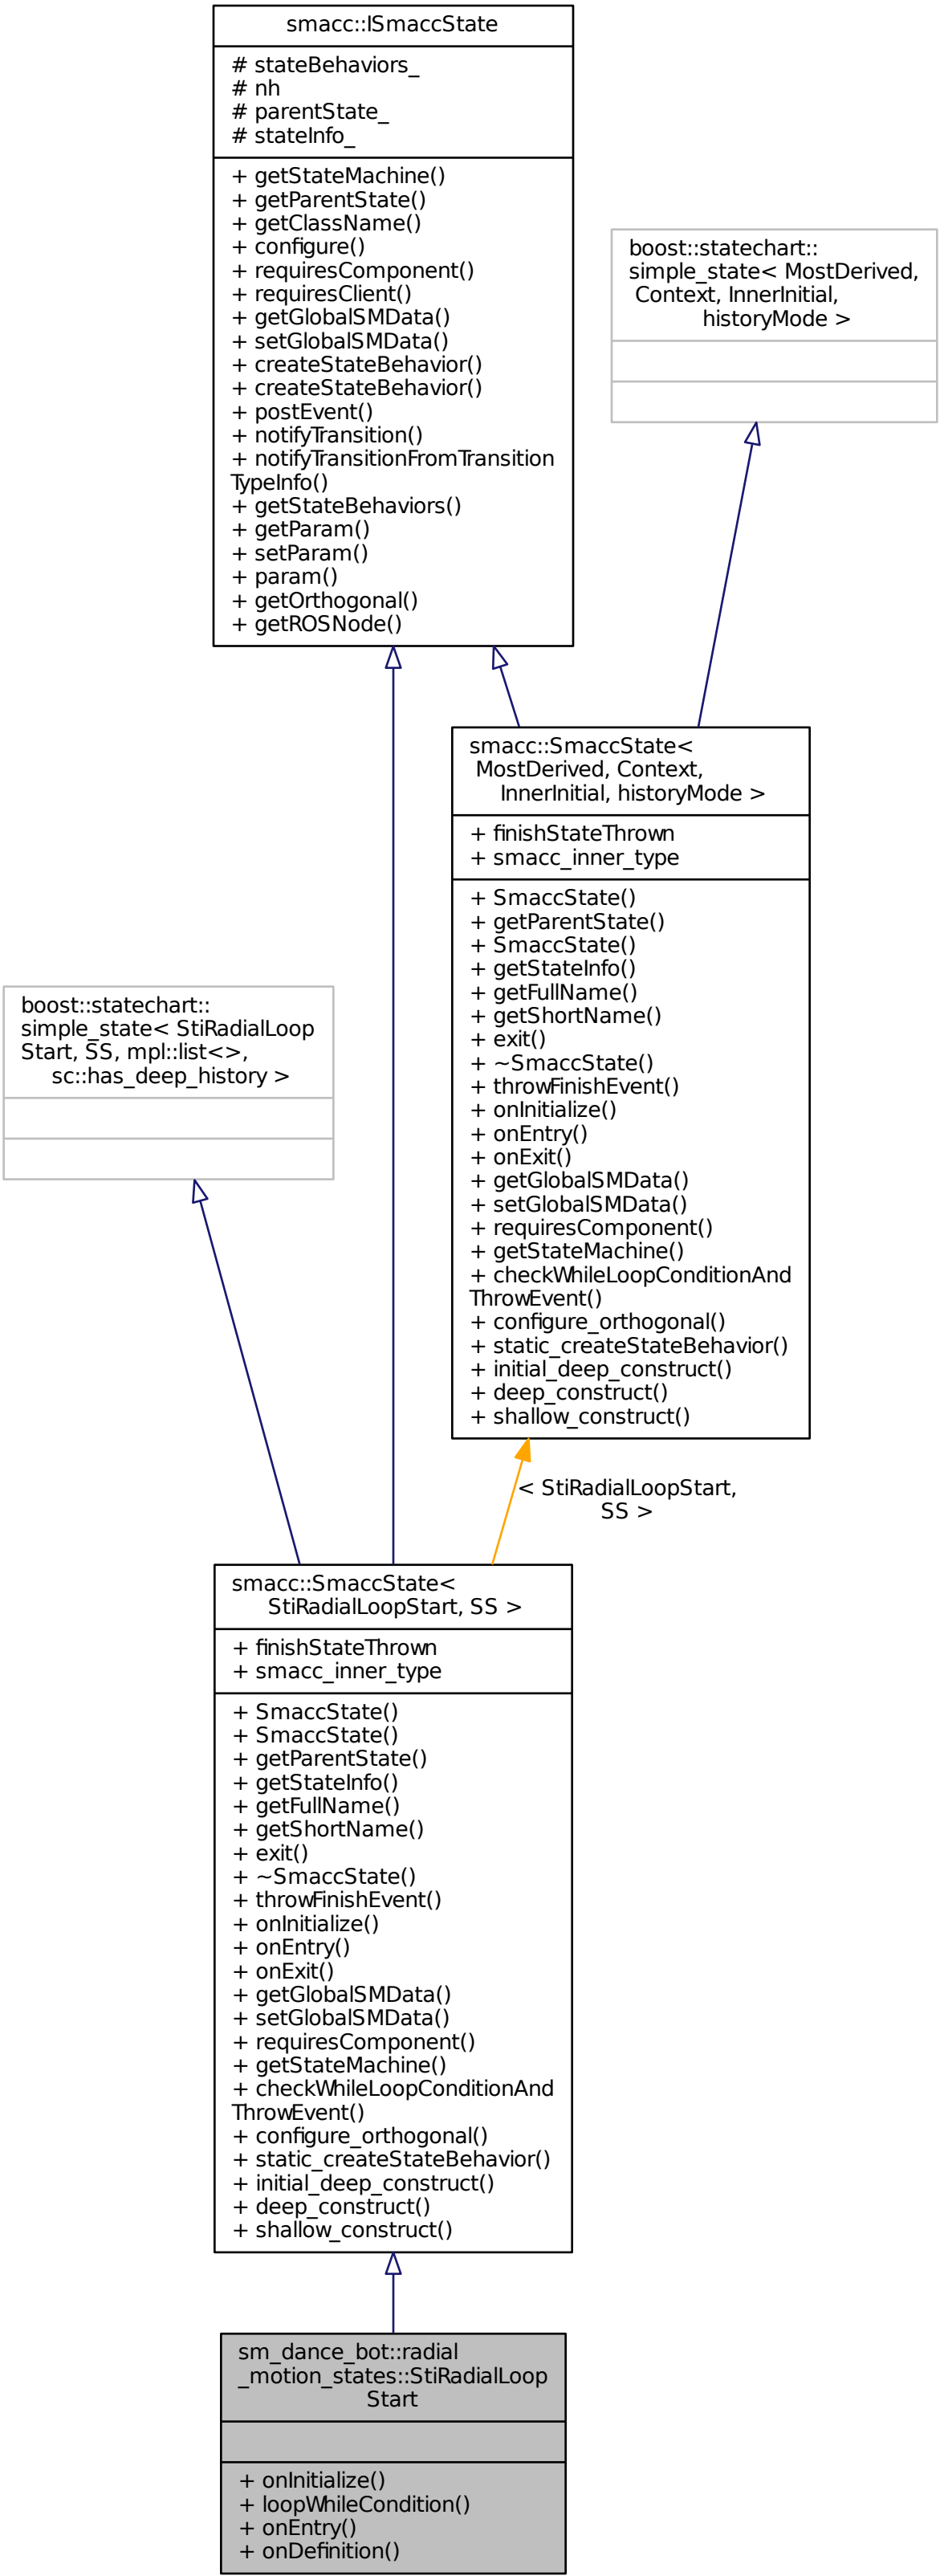 smacc::ISmaccState
# stateBehaviors_
# nh
# parentState_
# stateInfo_
+ getStateMachine()
+ getParentState()
+ getClassName()
+ configure()
+ requiresComponent()
+ requiresClient()
+ getGlobalSMData()
+ setGlobalSMData()
+ createStateBehavior()
+ createStateBehavior()
+ postEvent()
+ notifyTransition()
+ notifyTransitionFromTransition
TypeInfo()
+ getStateBehaviors()
+ getParam()
+ setParam()
+ param()
+ getOrthogonal()
+ getROSNode()
boost::statechart::
simple_state< MostDerived,
Context, InnerInitial,
historyMode >
smacc::SmaccState<
MostDerived, Context,
InnerInitial, historyMode >
+ finishStateThrown
+ smacc_inner_type
+ SmaccState()
+ getParentState()
+ SmaccState()
+ getStateInfo()
+ getFullName()
+ getShortName()
+ exit()
+ ~SmaccState()
+ throwFinishEvent()
+ onInitialize()
+ onEntry()
+ onExit()
+ getGlobalSMData()
+ setGlobalSMData()
+ requiresComponent()
+ getStateMachine()
+ checkWhileLoopConditionAnd
ThrowEvent()
+ configure_orthogonal()
+ static_createStateBehavior()
+ initial_deep_construct()
+ deep_construct()
+ shallow_construct()
boost::statechart::
simple_state< StiRadialLoop
Start, SS, mpl::list<>,
sc::has_deep_history >
< StiRadialLoopStart,
SS >
smacc::SmaccState<
StiRadialLoopStart, SS >
+ finishStateThrown
+ smacc_inner_type
+ SmaccState()
+ SmaccState()
+ getParentState()
+ getStateInfo()
+ getFullName()
+ getShortName()
+ exit()
+ ~SmaccState()
+ throwFinishEvent()
+ onInitialize()
+ onEntry()
+ onExit()
+ getGlobalSMData()
+ setGlobalSMData()
+ requiresComponent()
+ getStateMachine()
+ checkWhileLoopConditionAnd
ThrowEvent()
+ configure_orthogonal()
+ static_createStateBehavior()
+ initial_deep_construct()
+ deep_construct()
+ shallow_construct()
sm_dance_bot::radial
_motion_states::StiRadialLoop
Start
+ onInitialize()
+ loopWhileCondition()
+ onEntry()
+ onDefinition()